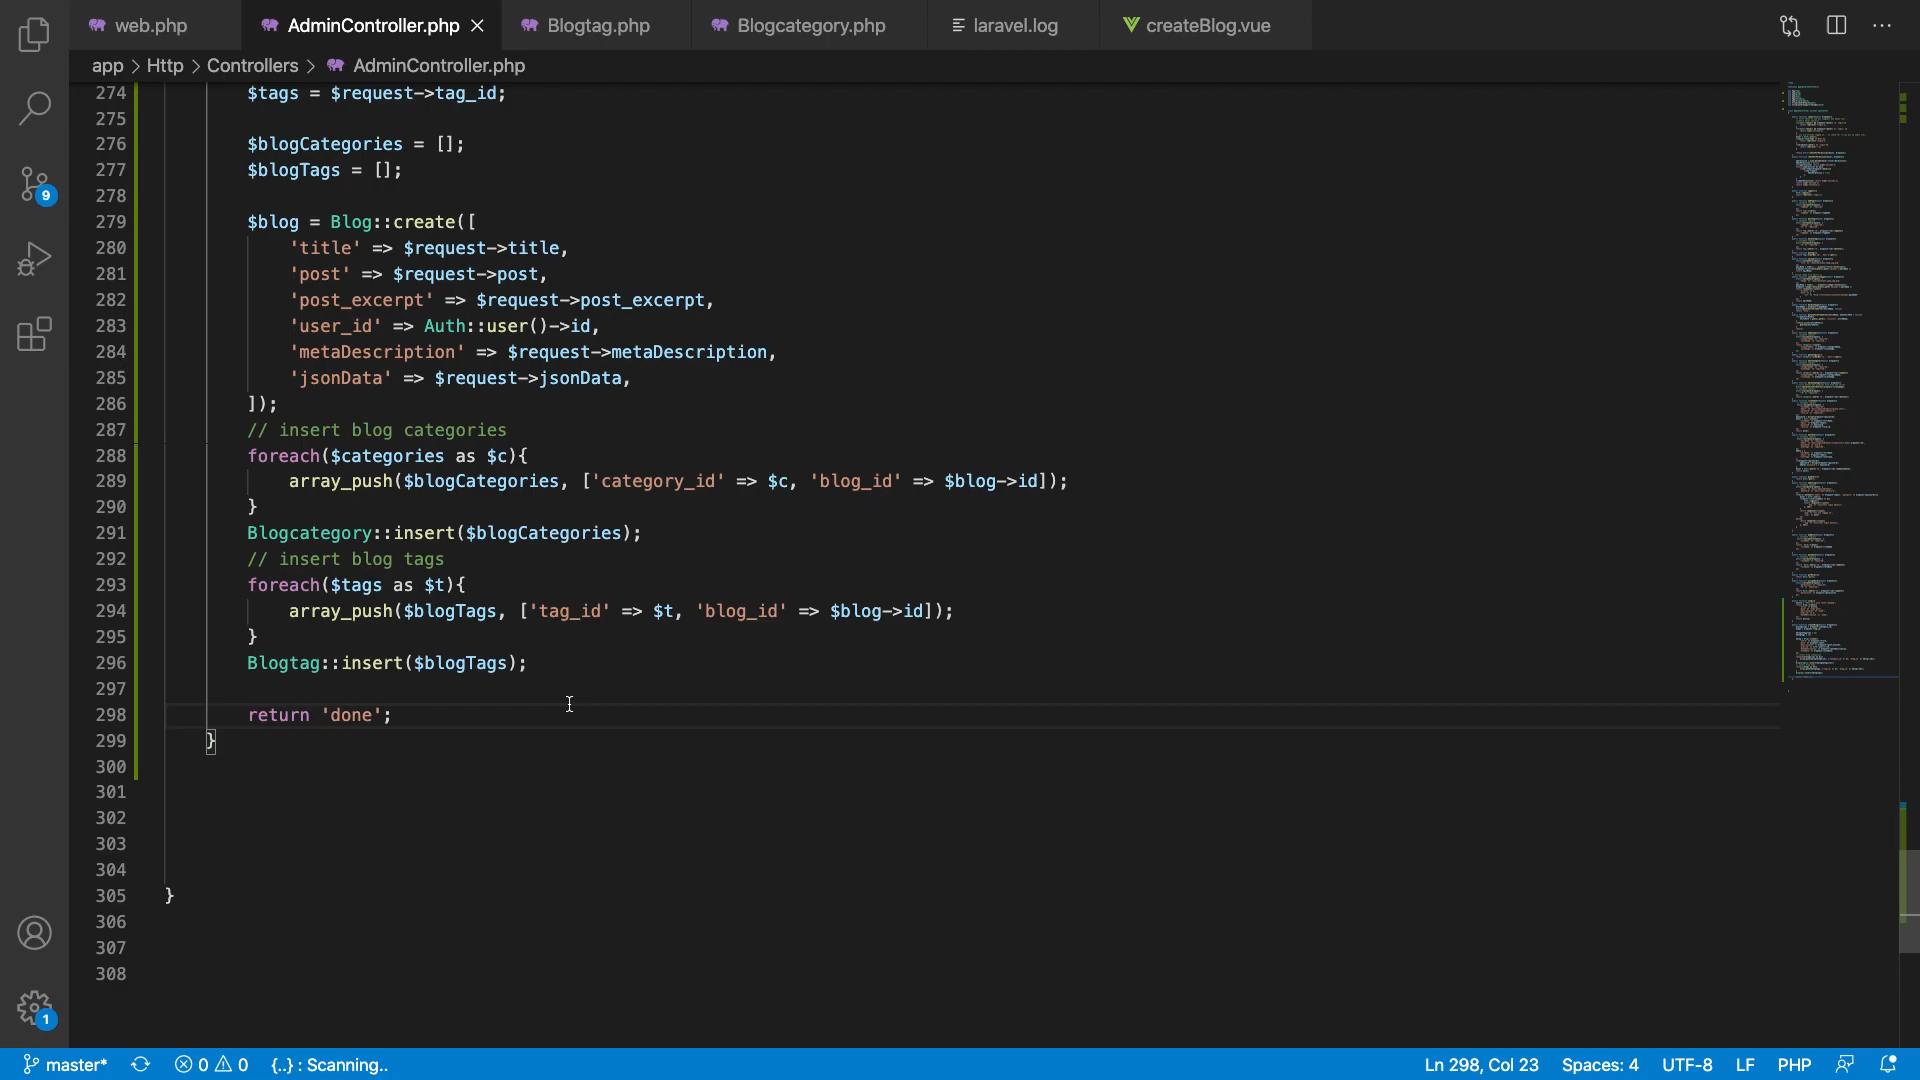 web.php
AdminController.php
Blogtag.php
Blogcategory.php
laravel.log
createBlog.vue
app > Http > Controllers > AdminController.php
274 $tags = $request->tag_id;
275
276 $blogCategories = [];
277 $blogTags = [];
278
279 $blog = Blog::create([
280 'title' => $request->title,
281 'post' => $request->post,
282 'post_excerpt' => $request->post_excerpt,
283 'user_id' => Auth::user()->id,
284 'metaDescription' => $request->metaDescription,
285 'jsonData' => $request->jsonData,
286 ]);
287 // insert blog categories
288 foreach($categories as $c){
289 array_push($blogCategories, ['category_id' => $c, 'blog_id' => $blog->id]);
290 }
291 Blogcategory::insert($blogCategories);
292 // insert blog tags
293 foreach($tags as $t){
294 array_push($blogTags, ['tag_id' => $t, 'blog_id' => $blog->id]);
295 }
296 Blogtag::insert($blogTags);
297
298 return 'done';
299 }
300
301
302
303
304
305 }
306
307
308
9
1
master* 0 0 {..} : Scanning.. Ln 298, Col 23 Spaces: 4 UTF-8 LF PHP